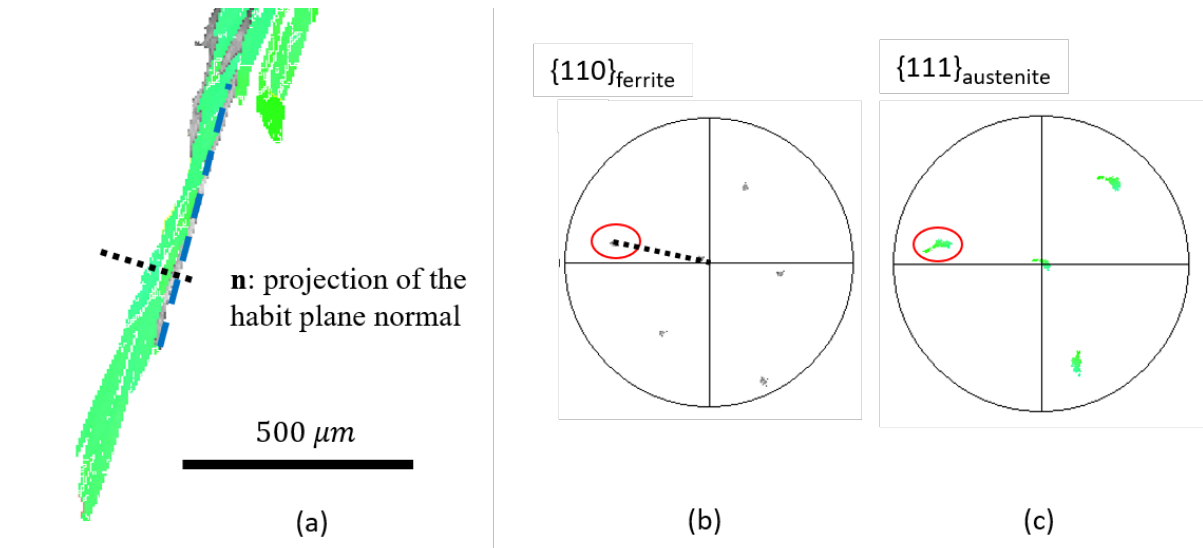 {110}ferrite
{111}austenite
n: projection of the
habit plane normal
500 μm
(a)
(b)
(c)